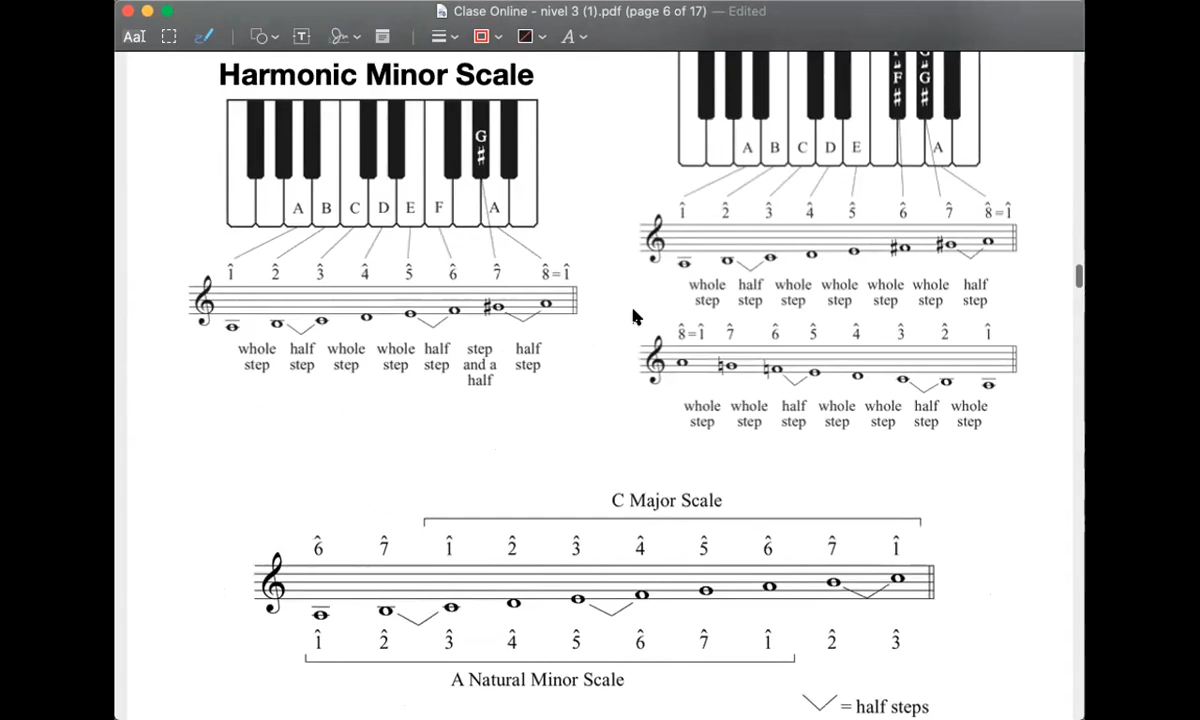 Clase Online - nivel 3 (1).pdf (page 6 of 17) — Edited
AaI T A
Harmonic Minor Scale
G
♯
A B C D E F A
1̂ 2̂ 3̂ 4̂ 5̂ 6̂ 7̂ 8̂=1̂
whole half whole whole half step half
step step step step step and a step
half
F G
♯ ♯
A B C D E A
1̂ 2̂ 3̂ 4̂ 5̂ 6̂ 7̂ 8̂=1̂
whole half whole whole whole whole half
step step step step step step step
8̂=1̂ 7̂ 6̂ 5̂ 4̂ 3̂ 2̂ 1̂
whole whole half whole whole half whole
step step step step step step step
C Major Scale
6̂ 7̂ 1̂ 2̂ 3̂ 4̂ 5̂ 6̂ 7̂ 1̂
1̂ 2̂ 3̂ 4̂ 5̂ 6̂ 7̂ 1̂ 2̂ 3̂
A Natural Minor Scale
= half steps